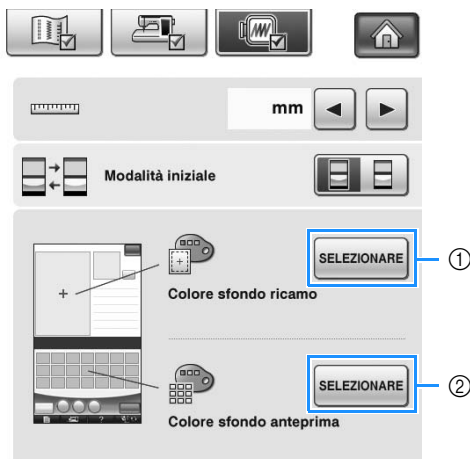 mm
Modalità iniziale
SELEZIONARE
①
Colore sfondo ricamo
SELEZIONARE
②
Colore sfondo anteprima